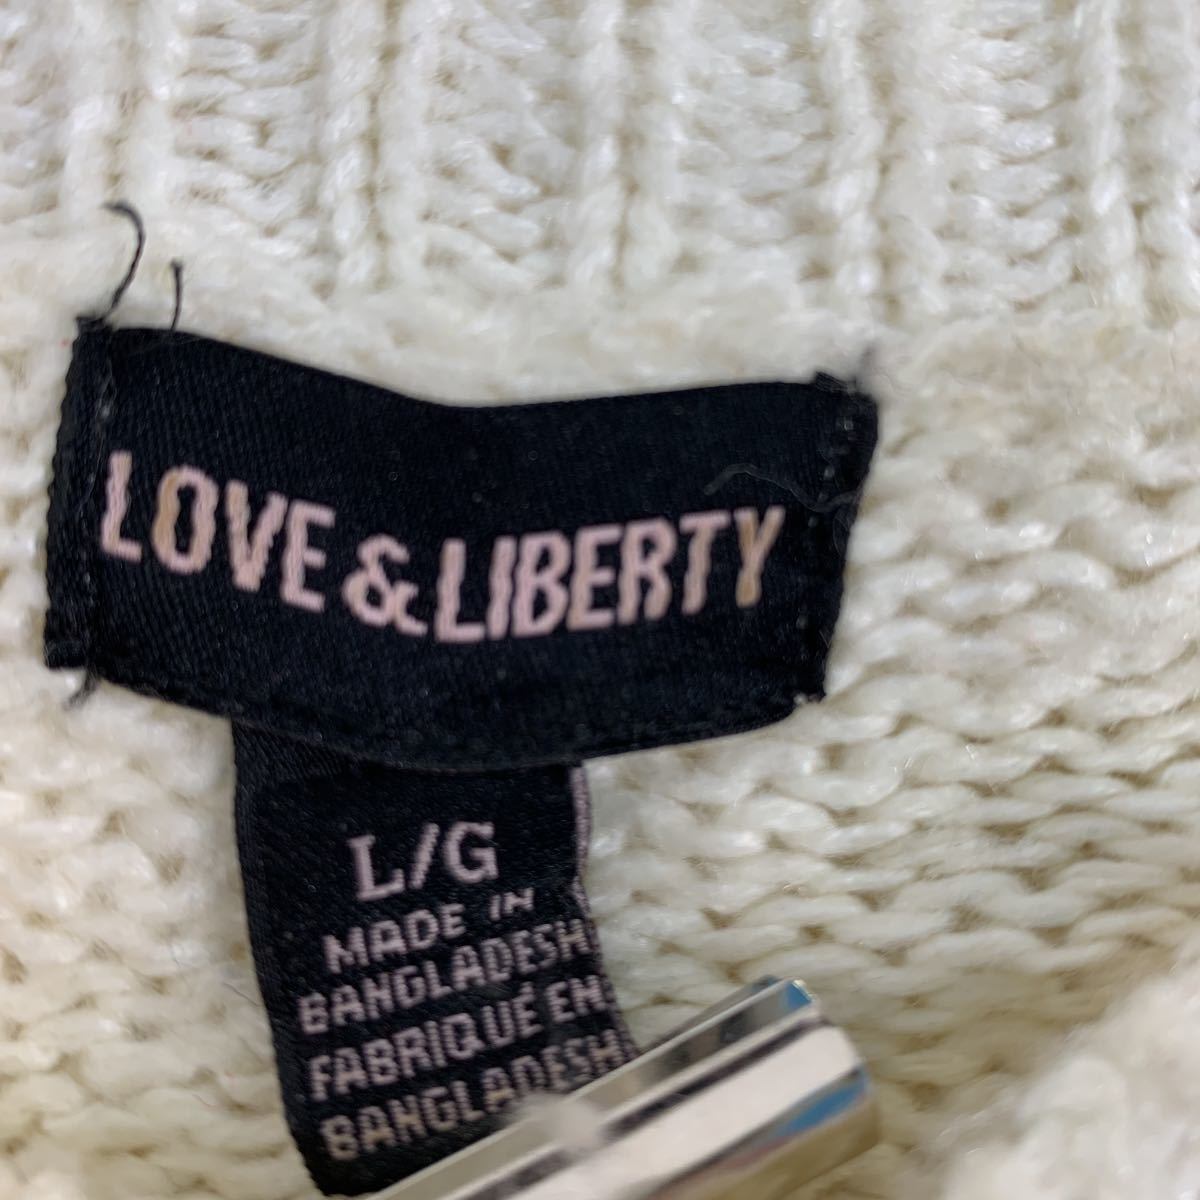 LOVE & LIBERTY
L/G
MADE IN
BANGLADESH
FABRIQUÉ EN
BANGLADESH